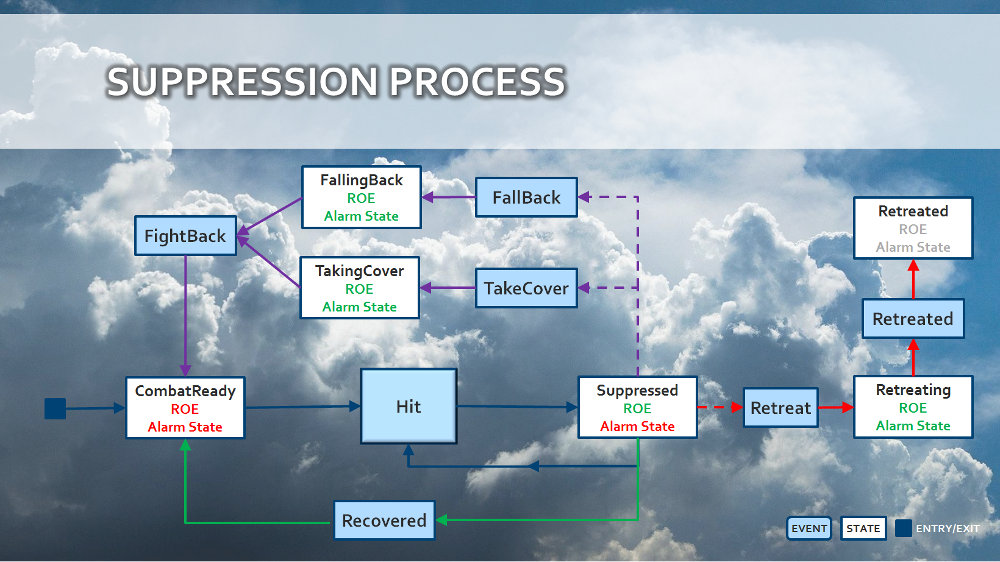 SUPPRESSION PROCESS
FallingBack
ROE
Alarm State
FallBack
FightBack
TakingCover
ROE
Alarm State
TakeCover
Retreated
ROE
Alarm State
Retreated
CombatReady
ROE
Alarm State
Hit
Suppressed
ROE
Alarm State
Retreat
Retreating
ROE
Alarm State
Recovered
EVENT
STATE
ENTRY/EXIT